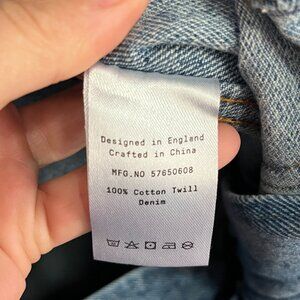 Designed in England
Crafted in China
MFG.NO 57650608
100% Cotton Twill
Denim